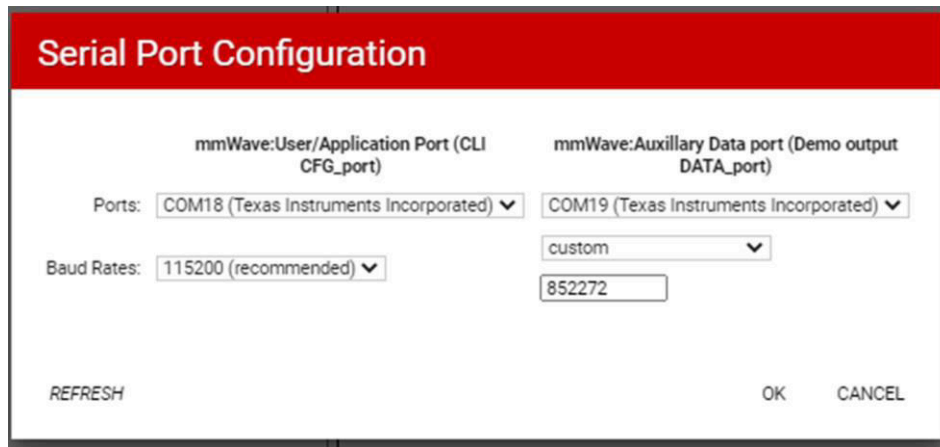 Serial Port Configuration
mmWave:User/Application Port (CLI
CFG_port)
mmWave:Auxillary Data port (Demo output
DATA_port)
Ports:
COM18 (Texas Instruments Incorporated)
COM19 (Texas Instruments Incorporated)
Baud Rates:
115200 (recommended)
custom
852272
REFRESH
OK
CANCEL